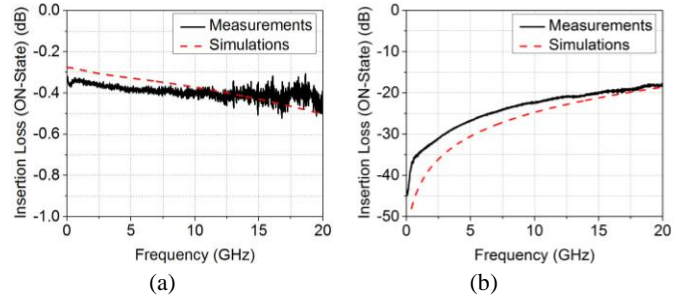 0.0
-0.2
-0.4
-0.6
-0.8
-1.0
Insertion Loss (ON-State) (dB)
Measurements
Simulations
0 5 10 15 20
Frequency (GHz)
(a)
0
-10
-20
-30
-40
-50
Insertion Loss (ON-State) (dB)
Measurements
Simulations
0 5 10 15 20
Frequency (GHz)
(b)